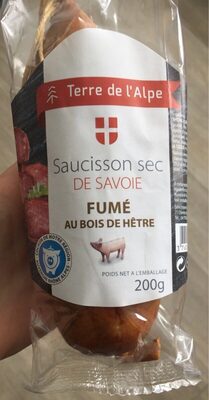 Terre de l'Alpe
Saucisson sec
DE SAVOIE
FUMÉ
AU BOIS DE HÊTRE
POIDS NET A L'EMBALLAGE
200g